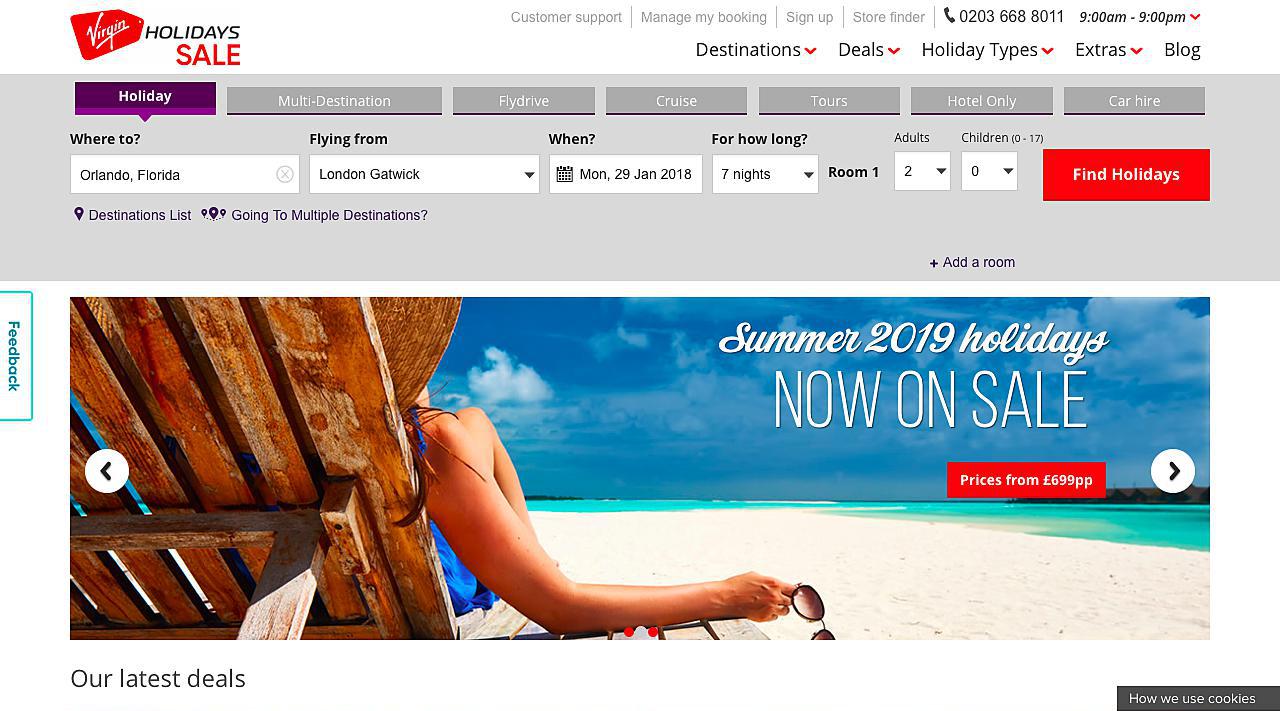 Virgin HOLIDAYS
SALE
Customer support
Manage my booking
Sign up
Store finder
0203 668 8011
9:00am - 9:00pm
Destinations
Deals
Holiday Types
Extras
Blog
Holiday
Multi-Destination
Flydrive
Cruise
Tours
Hotel Only
Car hire
Where to?
Flying from
When?
For how long?
Adults
Children (0 - 17)
Orlando, Florida
London Gatwick
Mon, 29 Jan 2018
7 nights
Room 1
2
0
Find Holidays
Destinations List
Going To Multiple Destinations?
+ Add a room
Feedback
Summer 2019 holidays
NOW ON SALE
Prices from £699pp
Our latest deals
How we use cookies